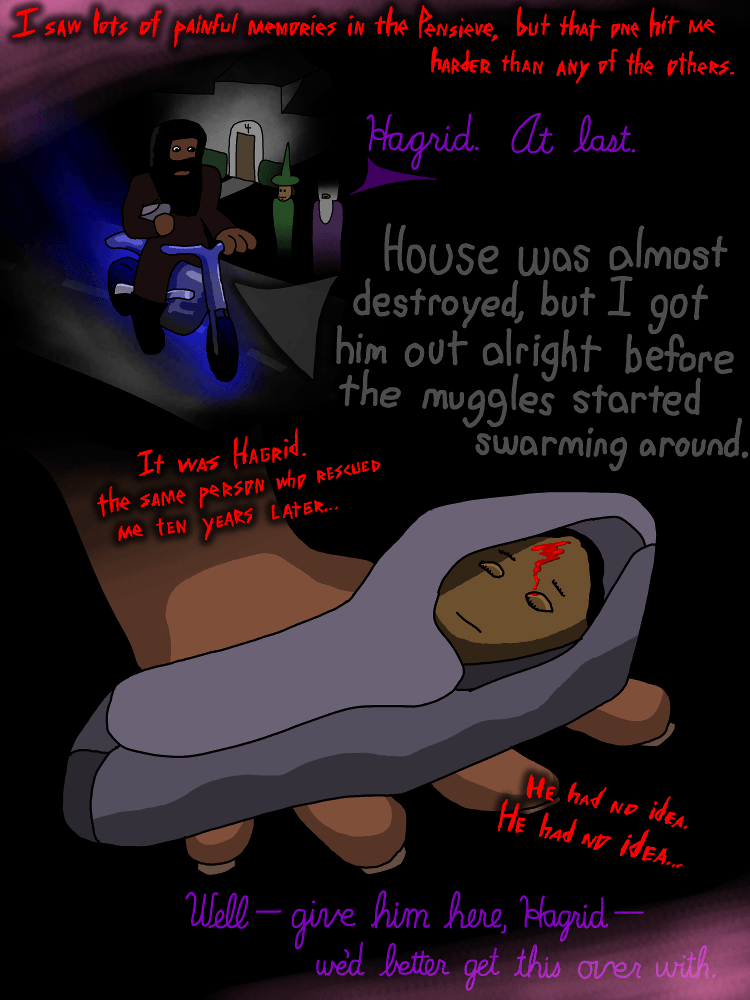 I saw lots of painful memories in the Pensieve, but that one hit me
harder than any of the others.
Hagrid. At last.
4
House was almost
destroyed, but I got
him out alright before
the muggles started
swarming around.
It was Hagrid.
the same person who rescued
me ten years later...
He had no idea.
He had no idea...
Well — give him here, Hagrid —
we'd better get this over with.